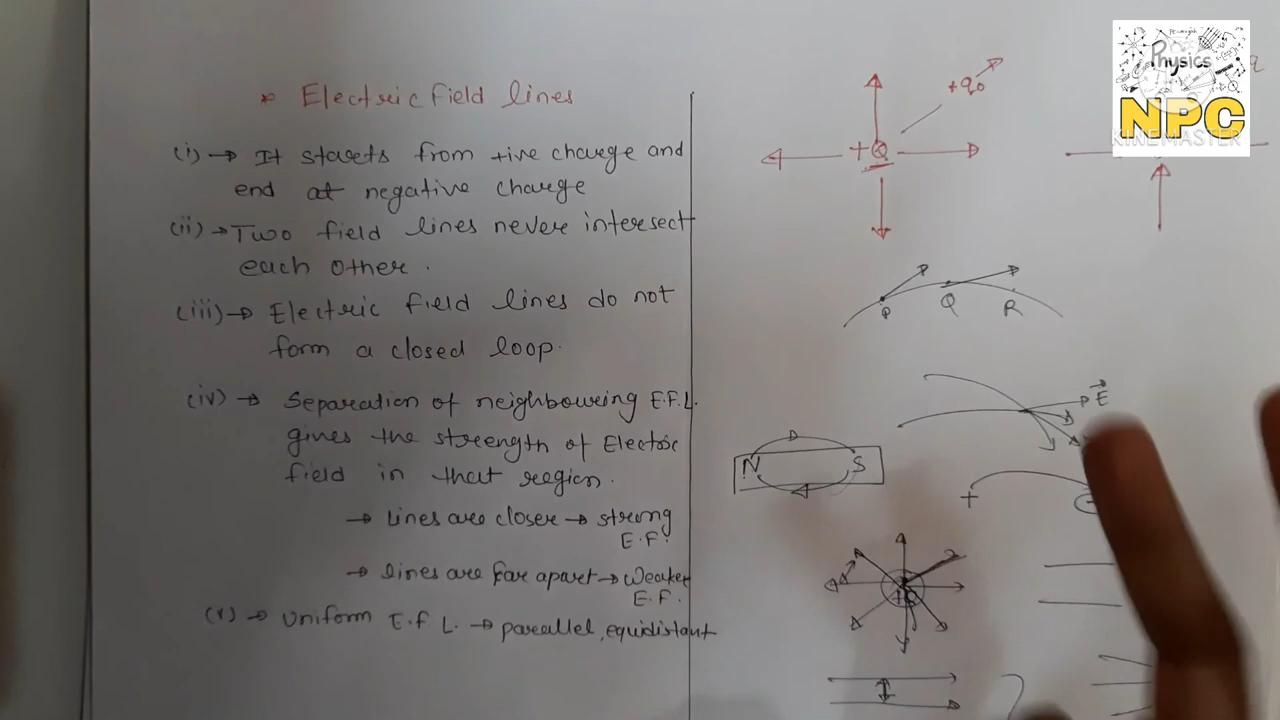 * Electric field lines
(i) → It starts from +ive charge and
end at negative charge
(ii) → Two field lines never intersect
each other.
(iii) → Electric field lines do not
form a closed loop.
(iv) → Separation of neighbouring E.F.L.
gives the strength of Electric
field in that region.
→ lines are closer → strong
E.F.
→ lines are far apart → Weaker
E.F.
(v) → Uniform E.F.L. → parallel, equidistant
+q₀
+Q
P Q R
E
N S
+ -
+Q
Physics
NPC
KINEMASTER
q